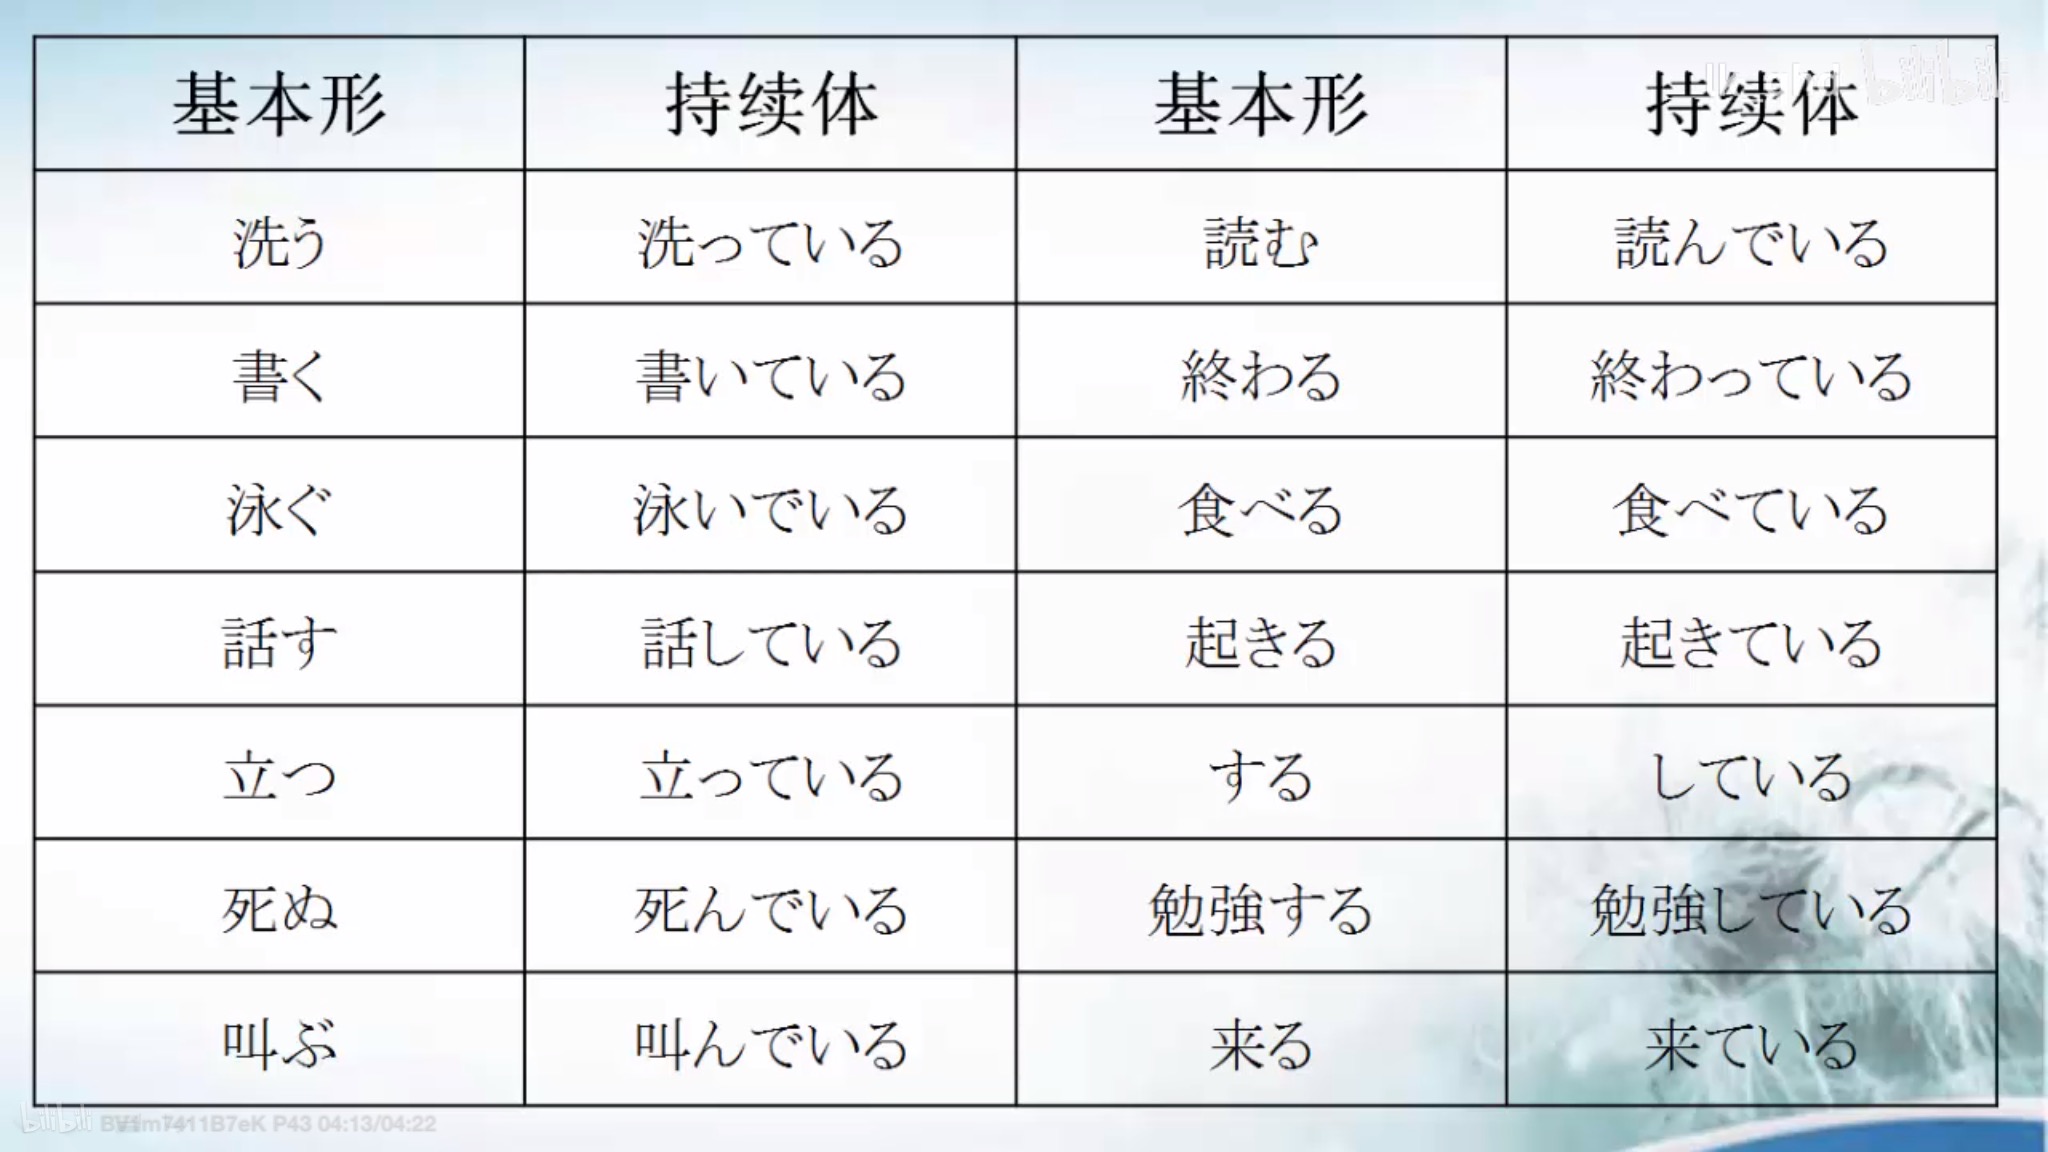 基本形 持续体 基本形 持续体
洗う 洗っている 読む 読んでいる
書く 書いている 終わる 終わっている
泳ぐ 泳いでいる 食べる 食べている
話す 話している 起きる 起きている
立つ 立っている する している
死ぬ 死んでいる 勉強する 勉強している
叫ぶ 叫んでいる 来る 来ている
bilibili BV1m7411B7eK P43 04:13/04:22